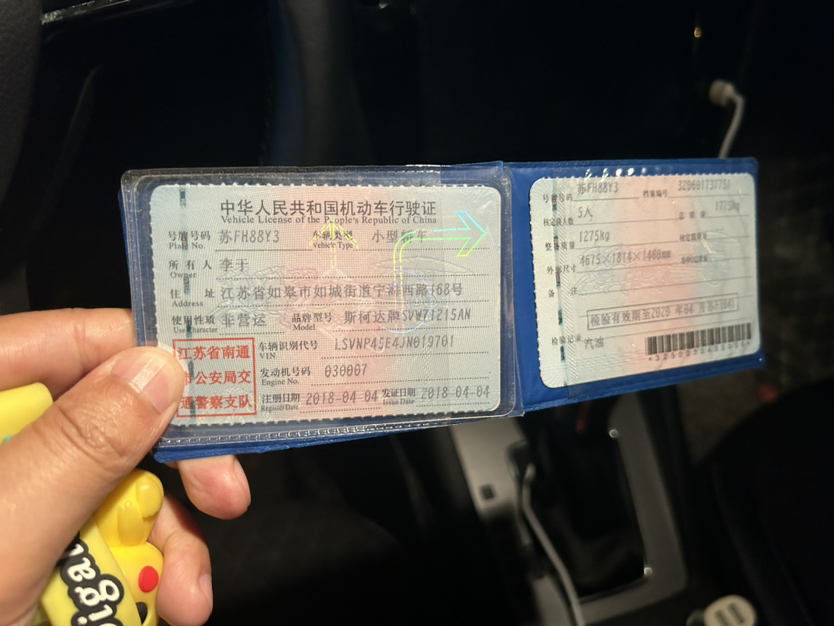 中华人民共和国机动车行驶证
Vehicle License of the People's Republic of China
号牌号码 苏FH88Y3 车辆类型 小型轿车
Plate No. Vehicle Type
所有人 李于
Owner
住 址 江苏省如皋市如城街道宁海西路168号
Address
使用性质 非营运 品牌型号 斯柯达牌SVW71215AN
Use Character Model
江苏省南通
公安局交
通警察支队
车辆识别代号 LSVNP45E4JN019701
VIN
发动机号码 030007
Engine No.
注册日期 2018-04-04 发证日期 2018-04-04
Register Date Issue Date
号牌号码 苏FH88Y3 档案编号
核定载人数 5人 总质量
整备质量 1275kg
外廓尺寸 4675×1814×1468
备 注
检验有效期至2020年04月
检验记录 汽油
igai